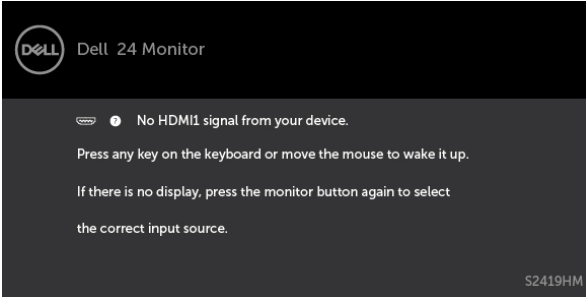 DELL
Dell 24 Monitor
No HDMI1 signal from your device.
Press any key on the keyboard or move the mouse to wake it up.
If there is no display, press the monitor button again to select
the correct input source.
S2419HM